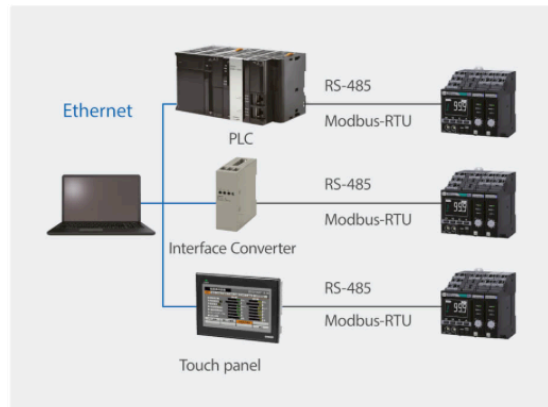 Ethernet
PLC
RS-485
Modbus-RTU
Interface Converter
RS-485
Modbus-RTU
Touch panel
RS-485
Modbus-RTU